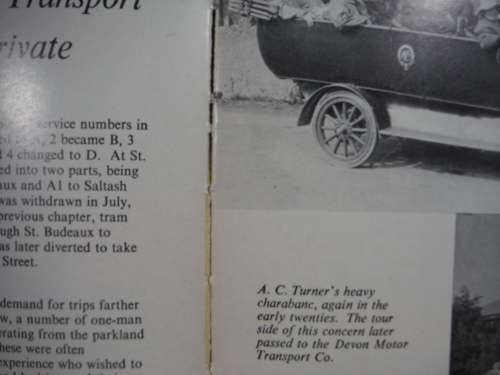 Transport
rivate
service numbers in
A, 2 became B, 3
4 changed to D. At St.
ed into two parts, being
aux and A1 to Saltash
was withdrawn in July,
previous chapter, tram
ugh St. Budeaux to
as later diverted to take
Street.
demand for trips farther
w, a number of one-man
erating from the parkland
hese were often
experience who wished to
A. C. Turner's heavy
charabanc, again in the
early twenties. The tour
side of this concern later
passed to the Devon Motor
Transport Co.